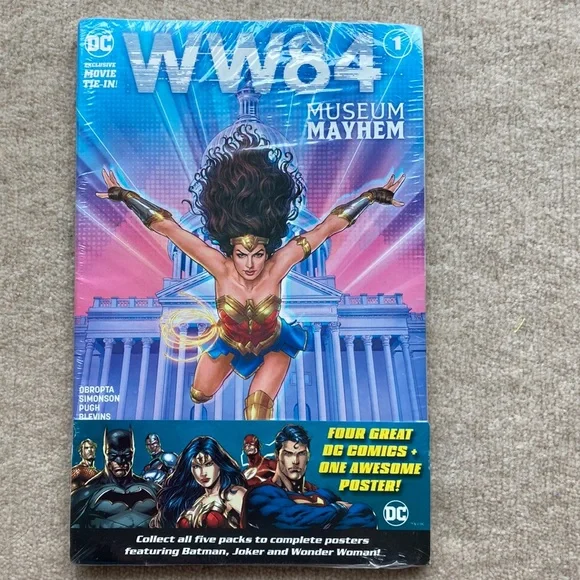 DC
WW84
1
EXCLUSIVE
MOVIE
TIE-IN!
MUSEUM
MAYHEM
OBROPTA
SIMONSON
PUGH
BLEVINS
FOUR GREAT
DC COMICS +
ONE AWESOME
POSTER!
DC
Collect all five packs to complete posters
featuring Batman, Joker and Wonder Woman!